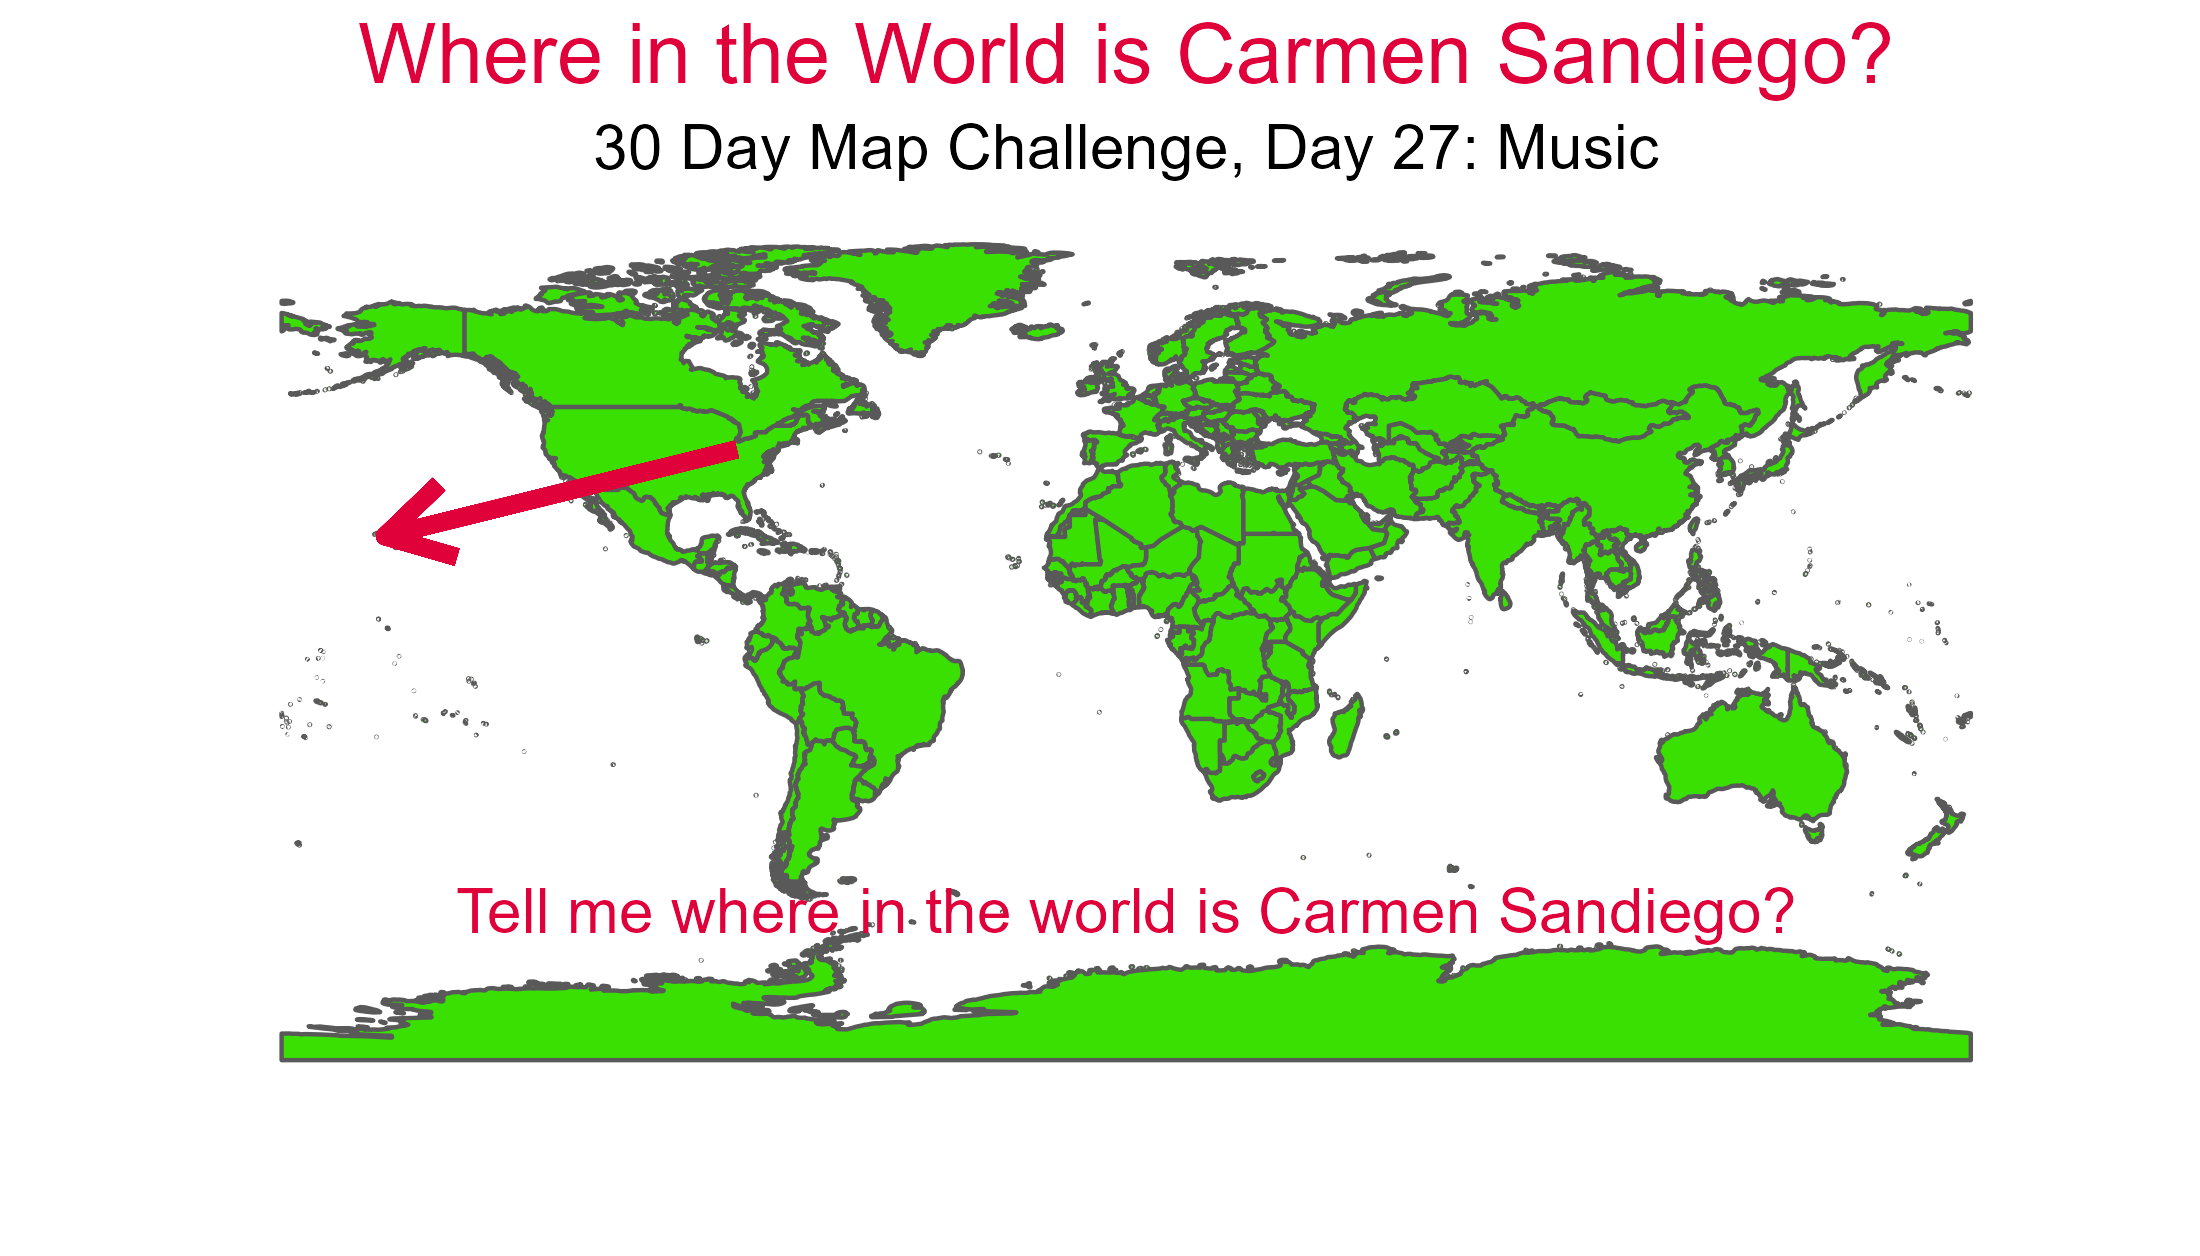 Where in the World is Carmen Sandiego?
30 Day Map Challenge, Day 27: Music
Tell me where in the world is Carmen Sandiego?